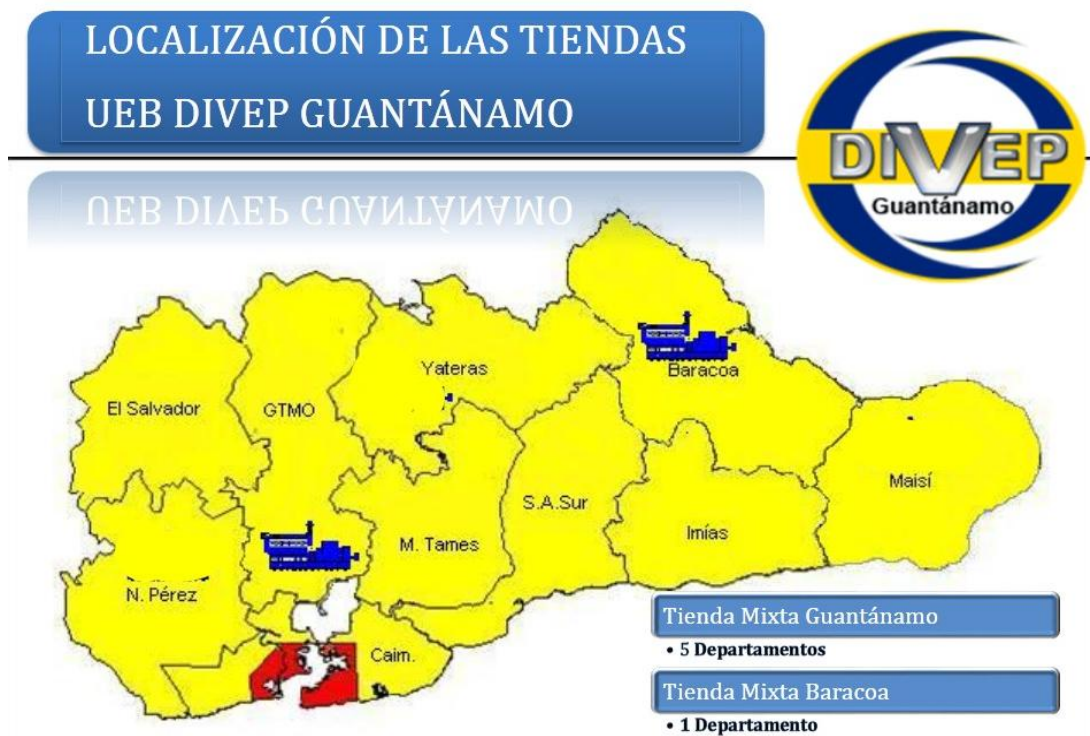 LOCALIZACIÓN DE LAS TIENDAS
UEB DIVEP GUANTÁNAMO
DIVEP
Guantánamo
UEB DIVEP GUANTÁNAMO
Baracoa
Yateras
El Salvador
GTMO
Maisí
S.A.Sur
Imías
M. Tames
N. Pérez
Caim.
Tienda Mixta Guantánamo
• 5 Departamentos
Tienda Mixta Baracoa
• 1 Departamento